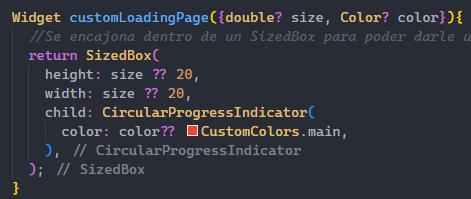 Widget customLoadingPage({double? size, Color? color}){
//Se encajona dentro de un SizedBox para poder darle u
return SizedBox(
height: size ?? 20,
width: size ?? 20,
child: CircularProgressIndicator(
color: color?? CustomColors.main,
), // CircularProgressIndicator
); // SizedBox
}